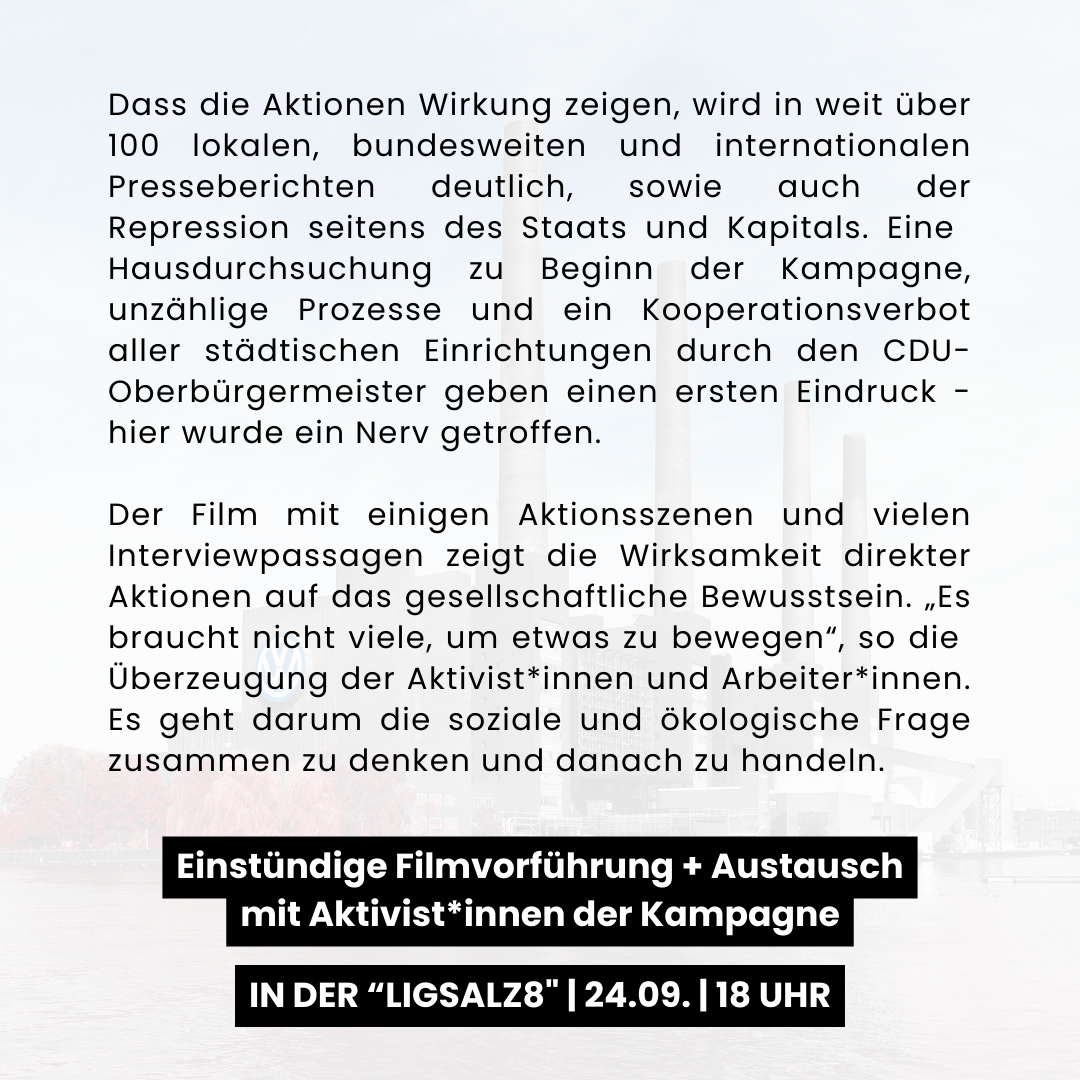 Dass die Aktionen Wirkung zeigen, wird in weit über
100 lokalen, bundesweiten und internationalen
Presseberichten deutlich, sowie auch der
Repression seitens des Staats und Kapitals. Eine
Hausdurchsuchung zu Beginn der Kampagne,
unzählige Prozesse und ein Kooperationsverbot
aller städtischen Einrichtungen durch den CDU-
Oberbürgermeister geben einen ersten Eindruck -
hier wurde ein Nerv getroffen.
Der Film mit einigen Aktionsszenen und vielen
Interviewpassagen zeigt die Wirksamkeit direkter
Aktionen auf das gesellschaftliche Bewusstsein. „Es
braucht nicht viele, um etwas zu bewegen“, so die
Überzeugung der Aktivist*innen und Arbeiter*innen.
Es geht darum die soziale und ökologische Frage
zusammen zu denken und danach zu handeln.
Einstündige Filmvorführung + Austausch
mit Aktivist*innen der Kampagne
IN DER “LIGSALZ8" | 24.09. | 18 UHR